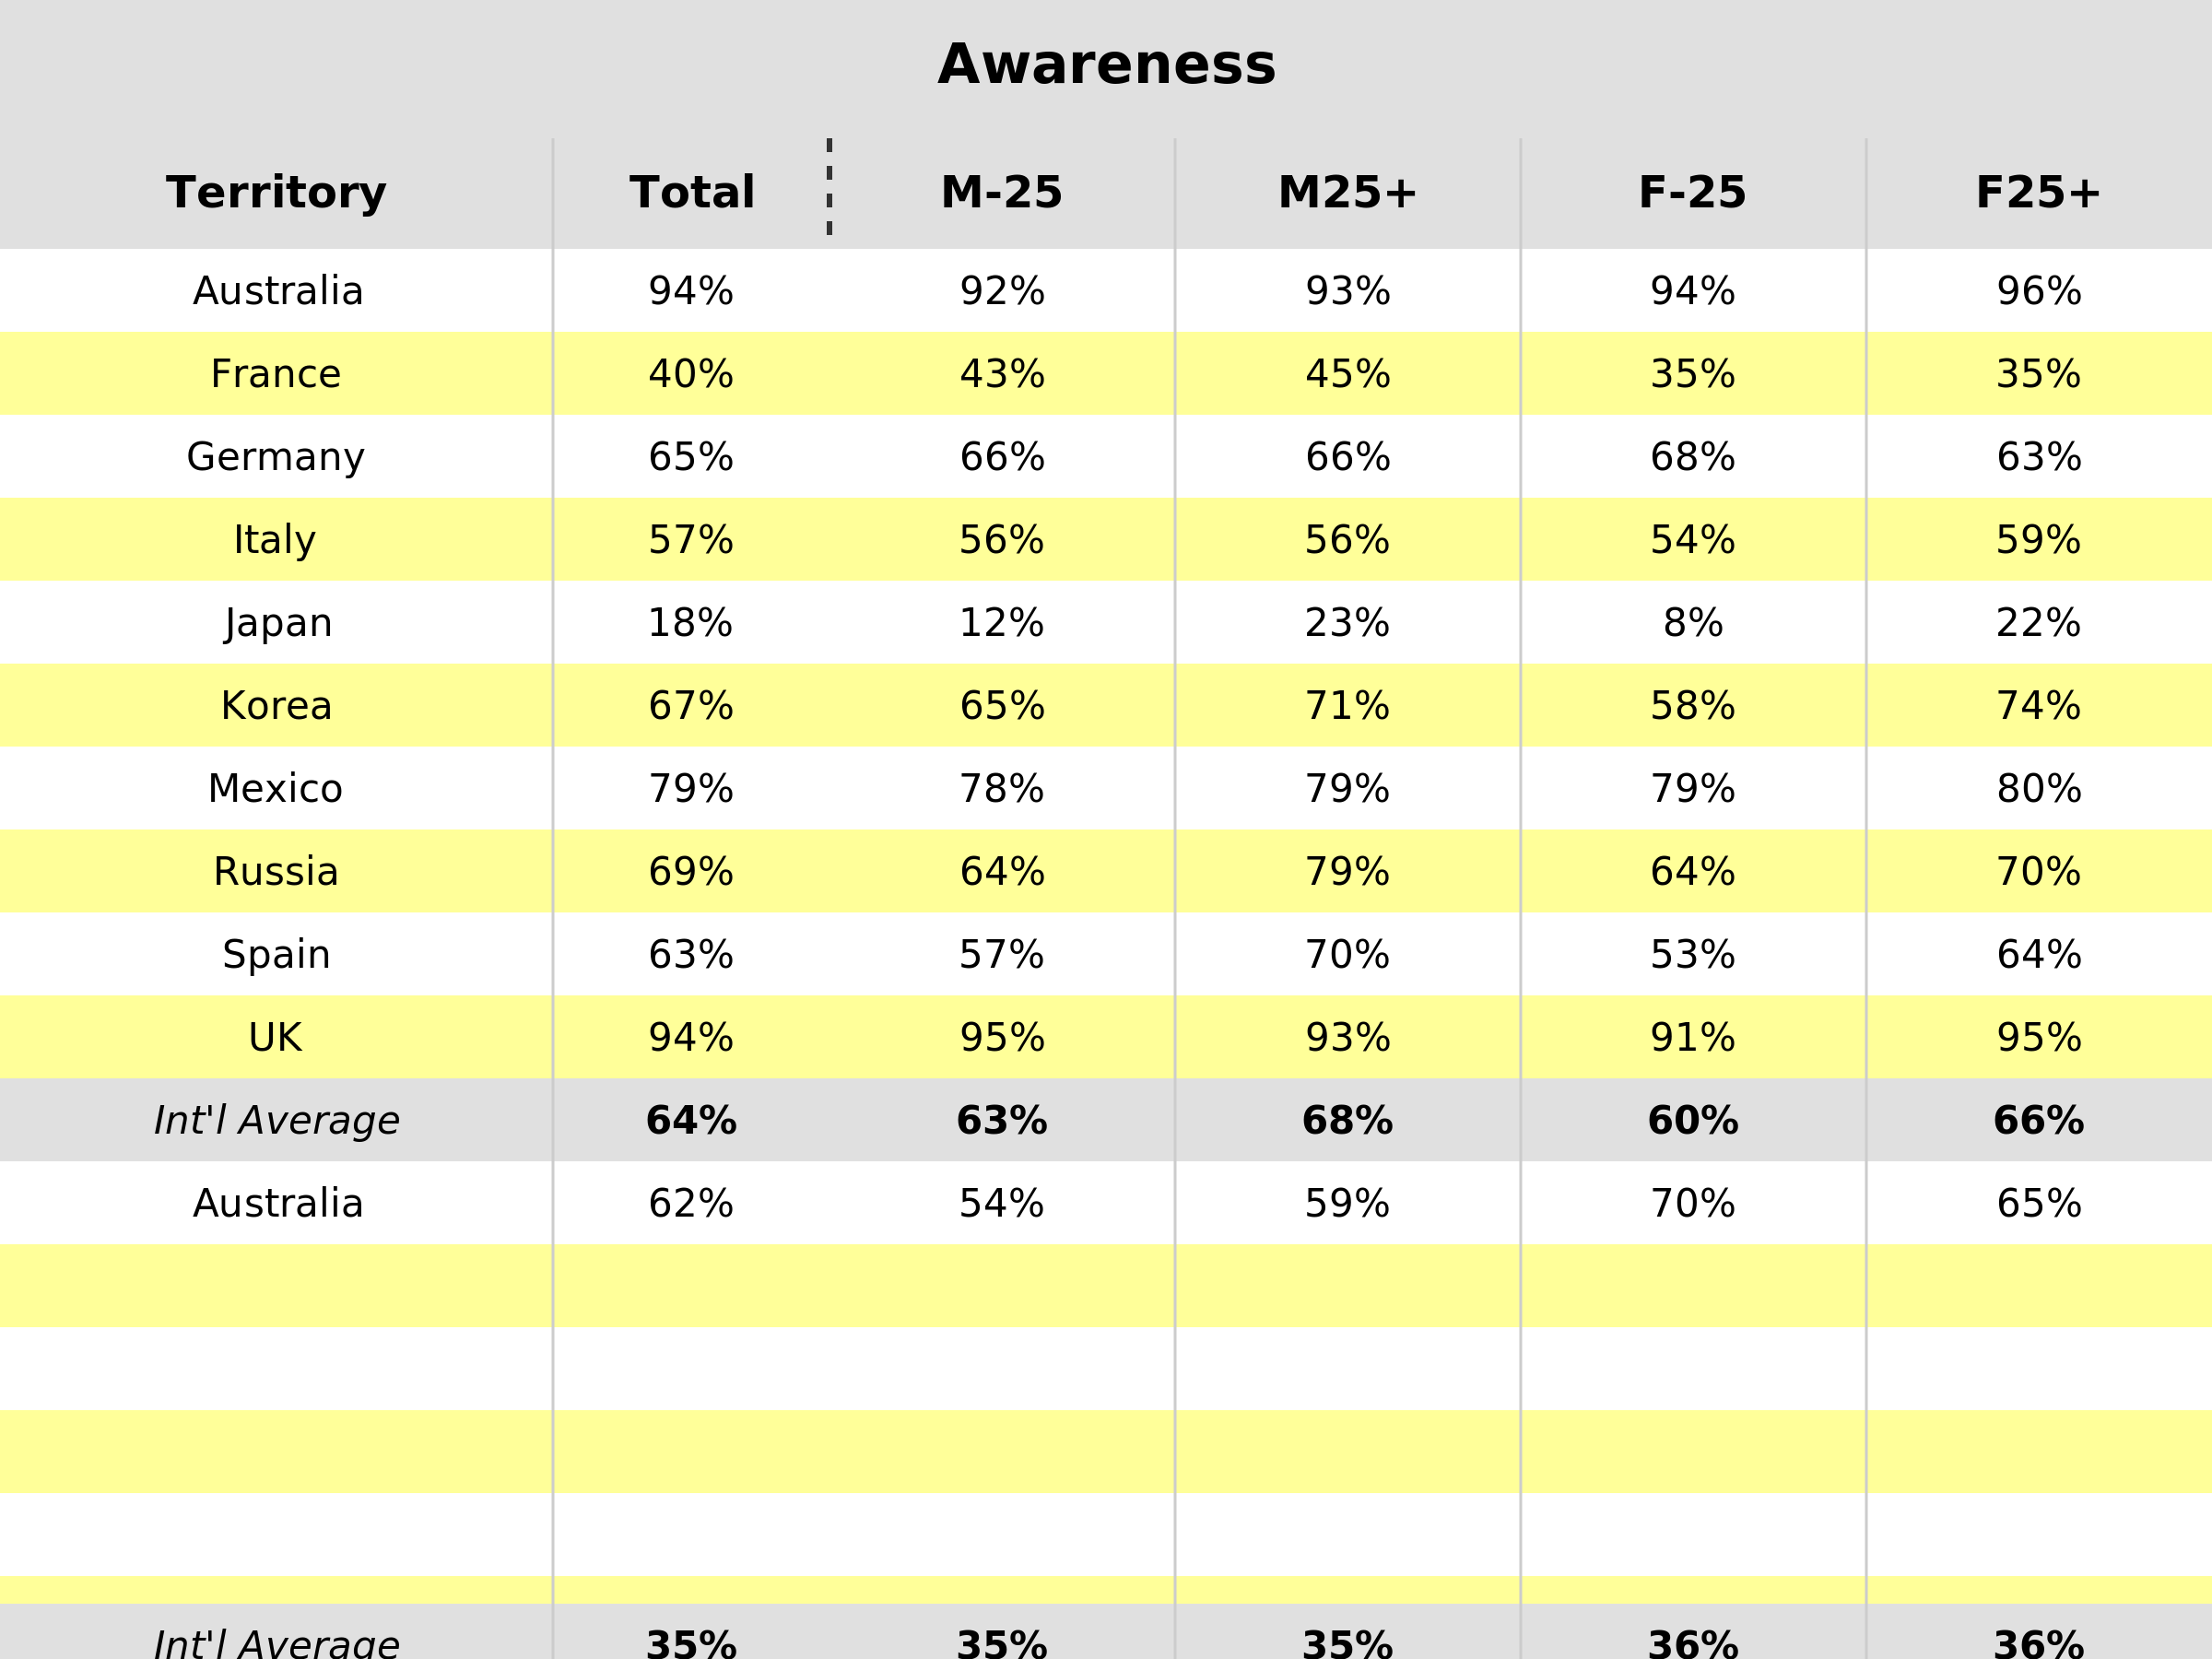 Awareness
Territory Total M-25 M25+ F-25 F25+
Australia 94% 92% 93% 94% 96%
France 40% 43% 45% 35% 35%
Germany 65% 66% 66% 68% 63%
Italy 57% 56% 56% 54% 59%
Japan 18% 12% 23% 8% 22%
Korea 67% 65% 71% 58% 74%
Mexico 79% 78% 79% 79% 80%
Russia 69% 64% 79% 64% 70%
Spain 63% 57% 70% 53% 64%
UK 94% 95% 93% 91% 95%
Int'l Average 64% 63% 68% 60% 66%
Australia 62% 54% 59% 70% 65%
Int'l Average 35% 35% 35% 36% 36%